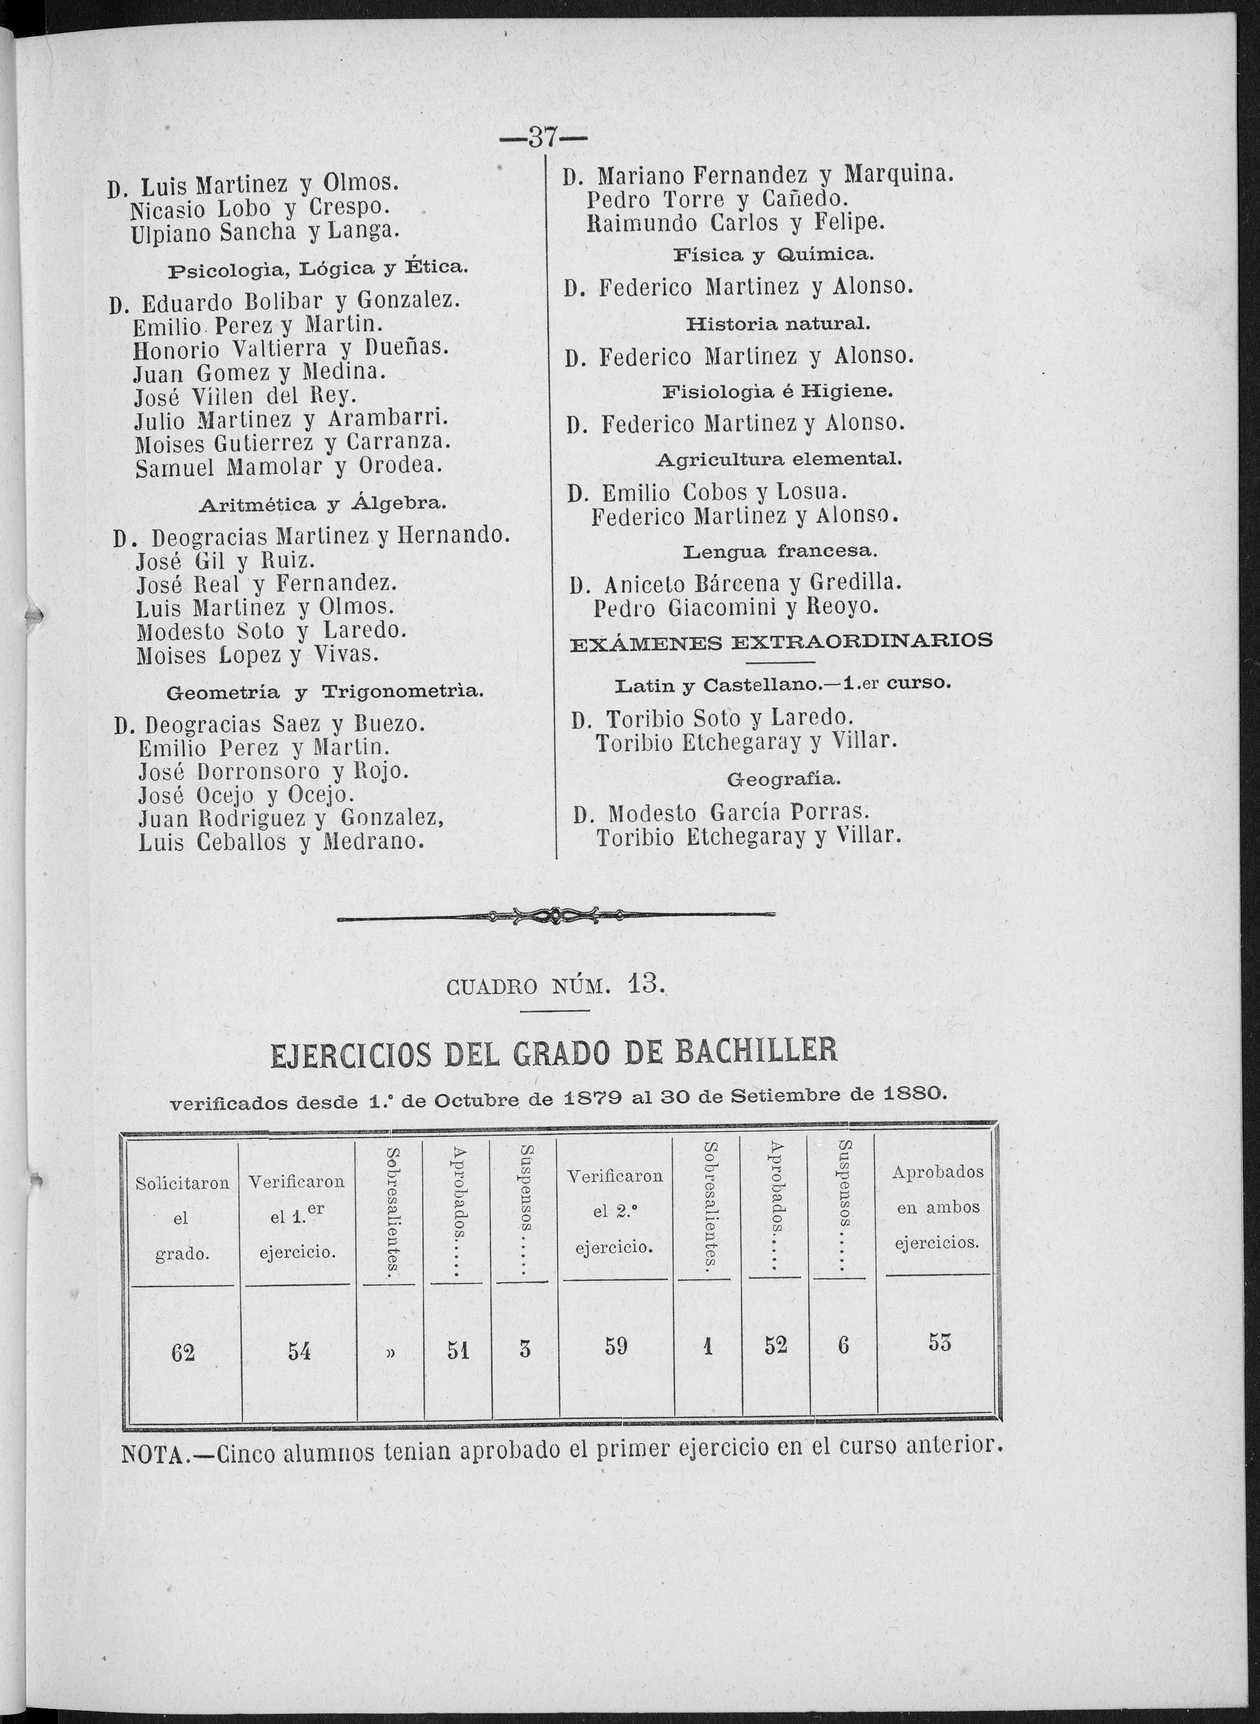 —37—
D. Luis Martinez y Olmos.
Nicasio Lobo y Crespo.
Ulpiano Sancha y Langa.
Psicologìa, Lógica y Ética.
D. Eduardo Bolibar y Gonzalez.
Emilio Perez y Martin.
Honorio Valtierra y Dueñas.
Juan Gomez y Medina.
José Viilen del Rey.
Julio Martinez y Arambarri.
Moises Gutierrez y Carranza.
Samuel Mamolar y Orodea.
Aritmética y Álgebra.
D. Deogracias Martinez y Hernando.
José Gil y Ruiz.
José Real y Fernandez.
Luis Martinez y Olmos.
Modesto Soto y Laredo.
Moises Lopez y Vivas.
Geometría y Trigonometrìa.
D. Deogracias Saez y Buezo.
Emilio Perez y Martin.
José Dorronsoro y Rojo.
José Ocejo y Ocejo.
Juan Rodriguez y Gonzalez,
Luis Ceballos y Medrano.
D. Mariano Fernandez y Marquina.
Pedro Torre y Cañedo.
Raimundo Carlos y Felipe.
Física y Química.
D. Federico Martinez y Alonso.
Historia natural.
D. Federico Martinez y Alonso.
Fisiologìa é Higiene.
D. Federico Martinez y Alonso.
Agricultura elemental.
D. Emilio Cobos y Losua.
Federico Martinez y Alonso.
Lengua francesa.
D. Aniceto Bárcena y Gredilla.
Pedro Giacomini y Reoyo.
EXÁMENES EXTRAORDINARIOS
Latin y Castellano.—1.er curso.
D. Toribio Soto y Laredo.
Toribio Etchegaray y Villar.
Geografía.
D. Modesto García Porras.
Toribio Etchegaray y Villar.
CUADRO NÚM. 13.
EJERCICIOS DEL GRADO DE BACHILLER
verificados desde 1.º de Octubre de 1879 al 30 de Setiembre de 1880.
Solicitaron el grado.
Verificaron el 1.er ejercicio.
Sobresalientes.
Aprobados.....
Suspensos.....
Verificaron el 2.º ejercicio.
Sobresalientes.
Aprobados.....
Suspensos.....
Aprobados en ambos ejercicios.
62 54 » 51 3 59 1 52 6 53
NOTA.—Cinco alumnos tenian aprobado el primer ejercicio en el curso anterior.